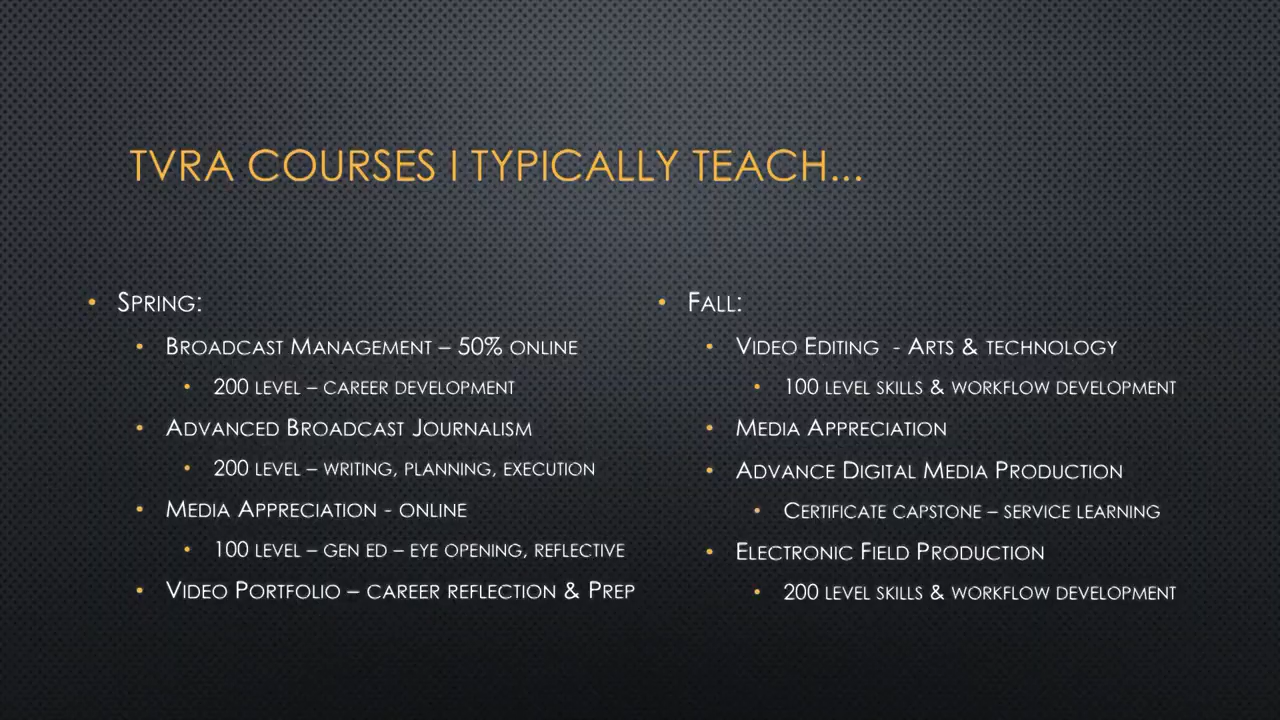 TVRA COURSES I TYPICALLY TEACH...
SPRING:
BROADCAST MANAGEMENT – 50% ONLINE
200 LEVEL – CAREER DEVELOPMENT
ADVANCED BROADCAST JOURNALISM
200 LEVEL – WRITING, PLANNING, EXECUTION
MEDIA APPRECIATION - ONLINE
100 LEVEL – GEN ED – EYE OPENING, REFLECTIVE
VIDEO PORTFOLIO – CAREER REFLECTION & PREP
FALL:
VIDEO EDITING - ARTS & TECHNOLOGY
100 LEVEL SKILLS & WORKFLOW DEVELOPMENT
MEDIA APPRECIATION
ADVANCE DIGITAL MEDIA PRODUCTION
CERTIFICATE CAPSTONE – SERVICE LEARNING
ELECTRONIC FIELD PRODUCTION
200 LEVEL SKILLS & WORKFLOW DEVELOPMENT